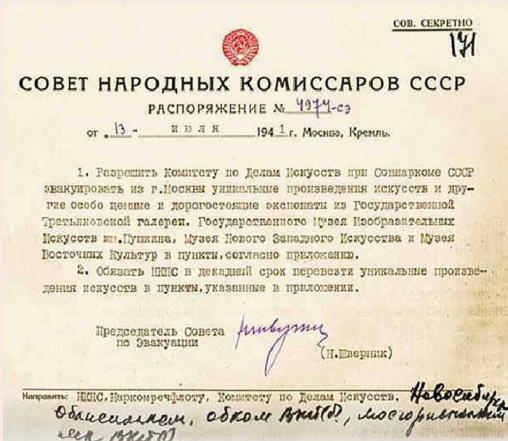 СОВ. СЕКРЕТНО
171
СОВЕТ НАРОДНЫХ КОМИССАРОВ СССР
РАСПОРЯЖЕНИЕ № 4974-сэ
от „13 - ИЮЛЯ 1941 г. Москва, Кремль.
1. Разрешить Комитету по Делам Искусств при Совнаркоме СССР
эвакуировать из г.Москвы уникальные произведения искусств и дру-
гие особо ценные и дорогостоящие экспонаты из Государственной
Третьяковской галереи, Государственного Музея Изобразительных
Искусств им.Пушкина, Музея Нового Западного Искусства и Музея
Восточных Культур в пункты, согласно приложению.
2. Обязать НКПС в декадный срок перевезти уникальные произве-
дения искусств в пункты, указанные в приложении.
Председатель Совета
по Эвакуации
(Н.Шверник)
Направить: НКПС, Наркомречфлоту, Комитету по Делам Искусств, Новосибирск
Облисполком, обком ВКП(б),
мк ВКП(б)